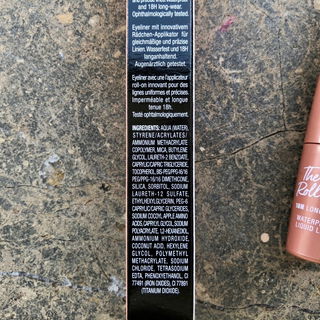 and precise lines. Waterproof
and 18H long-wear.
Ophthalmologically tested.
Eyeliner mit innovativem
Rädchen-Applikator für
gleichmäßige und präzise
Linien. Wasserfest und 18H
langanhaltend.
Augenärztlich getestet.
Eyeliner avec l'applicateur
roll-on innovant pour des
lignes uniformes et précises.
Imperméable et longue
tenue 18h.
Testé ophtalmologiquement.
INGREDIENTS: AQUA (WATER),
STYRENE/ACRYLATES/
AMMONIUM METHACRYLATE
COPOLYMER, MICA, BUTYLENE
GLYCOL, LAURETH-2 BENZOATE,
CAPRYLIC/CAPRIC TRIGLYCERIDE,
TOCOPHEROL, BIS-PEG/PPG-16/16
PEG/PPG-16/16 DIMETHICONE,
SILICA, SORBITOL, SODIUM
LAURETH-12 SULFATE,
ETHYLHEXYLGLYCERIN, PEG-6
CAPRYLIC/CAPRIC GLYCERIDES,
SODIUM COCOYL APPLE AMINO
ACIDS, CAPRYLYL GLYCOL, SODIUM
POLYACRYLATE, 1,2-HEXANEDIOL,
AMMONIUM HYDROXIDE,
COCONUT ACID, HEXYLENE
GLYCOL, POLYMETHYL
METHACRYLATE, SODIUM
CHLORIDE, TETRASODIUM
EDTA, PHENOXYETHANOL, CI
77491 (IRON OXIDES), CI 77891
(TITANIUM DIOXIDE).
The
Roll
18H LONG
WATERP
LIQUID L